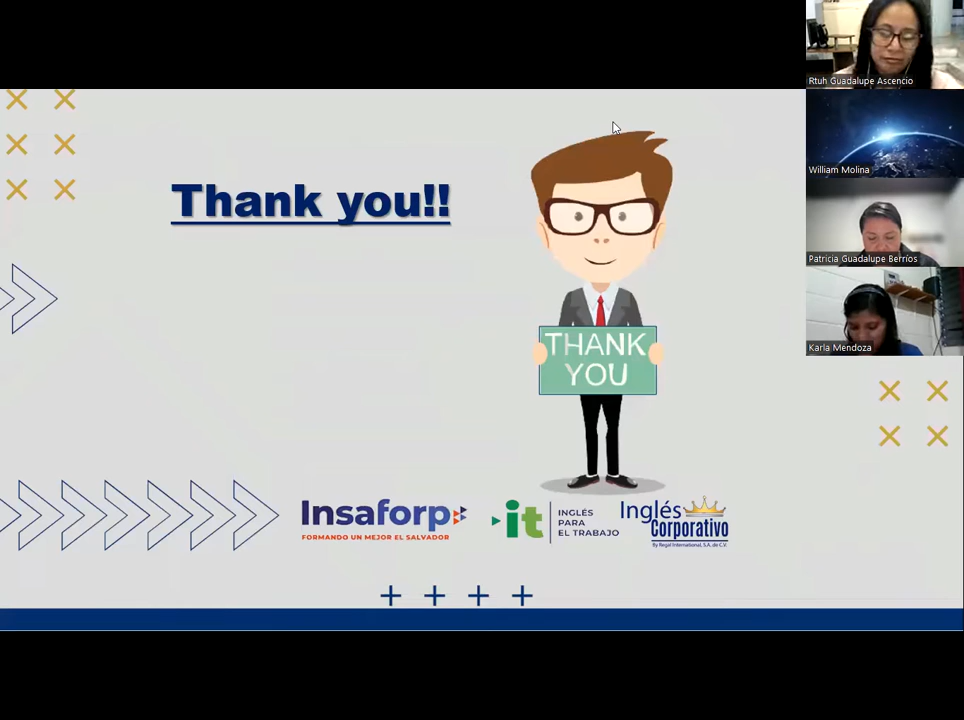 Thank you!!
THANK
YOU
Insaforp
FORMANDO UN MEJOR EL SALVADOR
it
INGLÉS
PARA
EL TRABAJO
Inglés
Corporativo
By Regal International, S.A. de C.V.
Rtuh Guadalupe Ascencio
William Molina
Patricia Guadalupe Berríos
Karla Mendoza